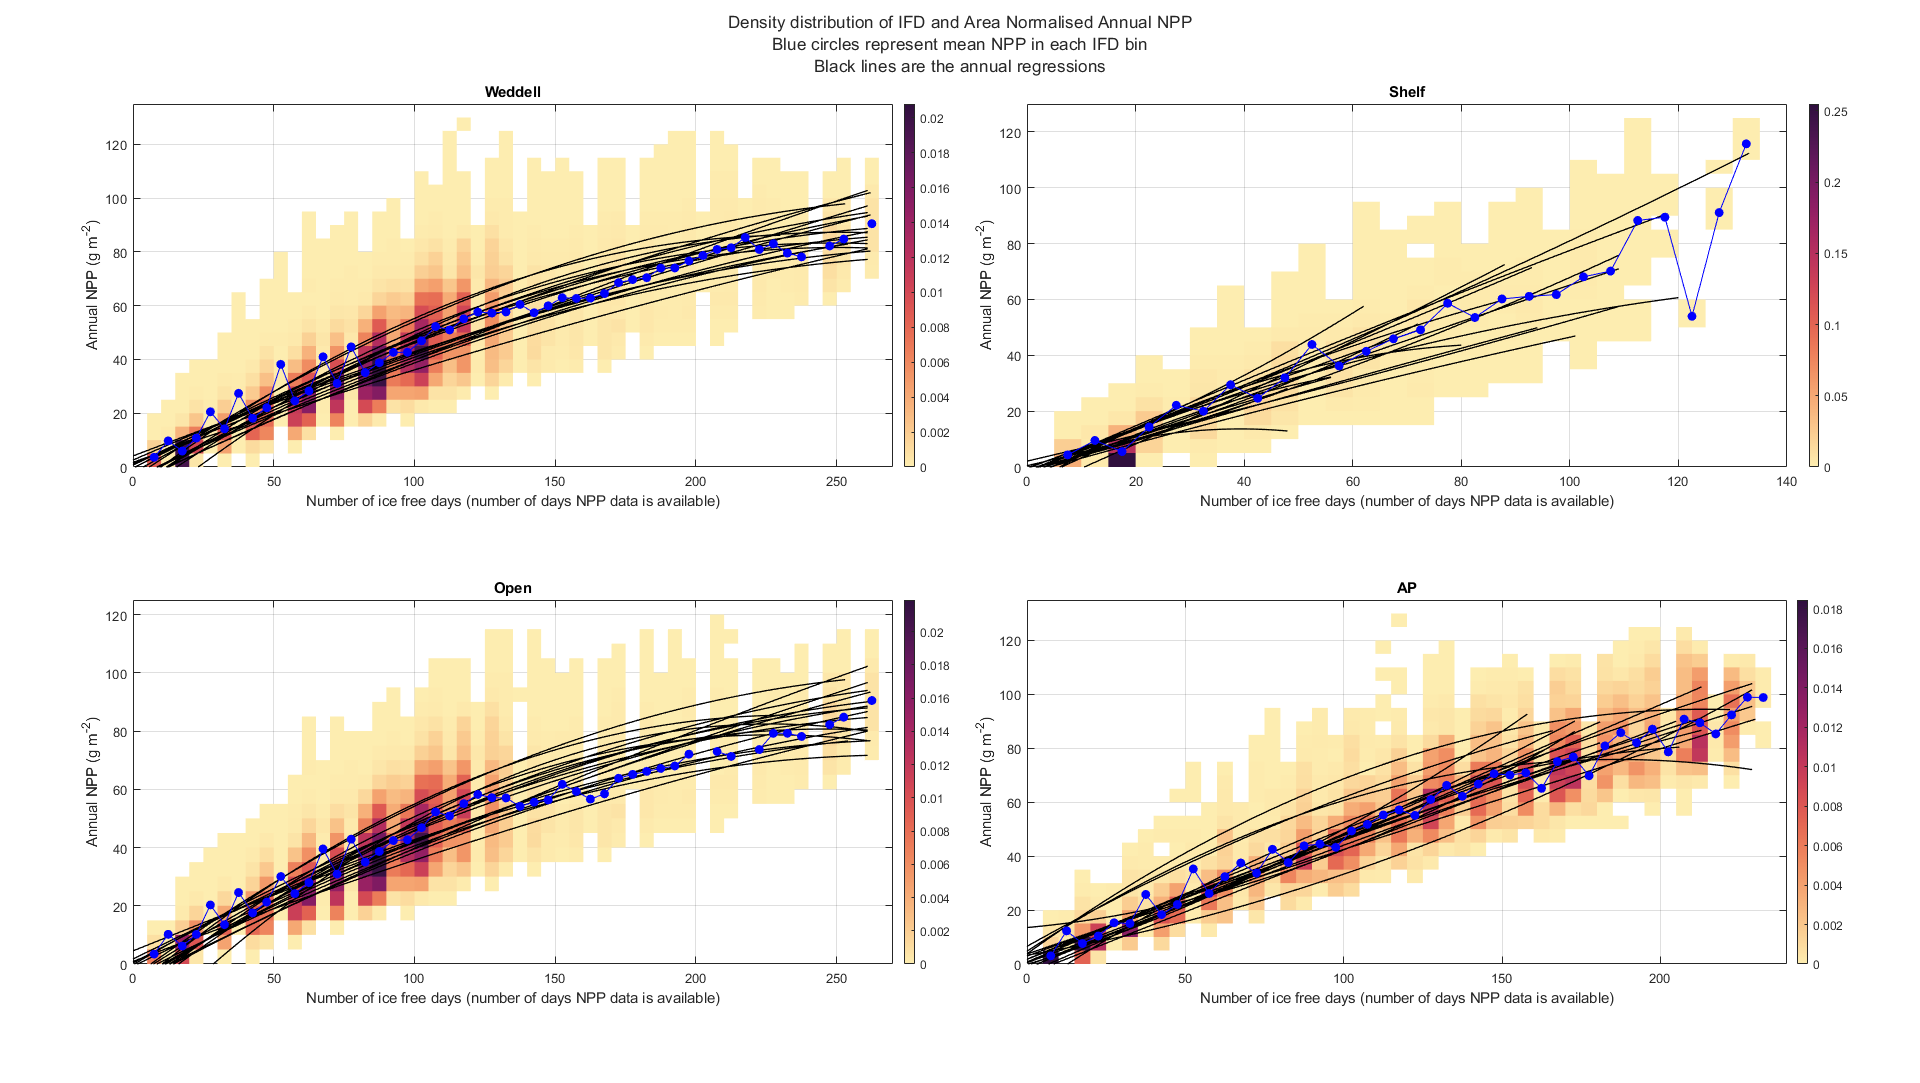 Density distribution of IFD and Area Normalised Annual NPP
Blue circles represent mean NPP in each IFD bin
Black lines are the annual regressions
Weddell
Annual NPP (g m⁻²)
0 20 40 60 80 100 120
0 50 100 150 200 250
Number of ice free days (number of days NPP data is available)
0 0.002 0.004 0.006 0.008 0.01 0.012 0.014 0.016 0.018 0.02
Shelf
Annual NPP (g m⁻²)
0 20 40 60 80 100 120
0 20 40 60 80 100 120 140
Number of ice free days (number of days NPP data is available)
0 0.05 0.1 0.15 0.2 0.25
Open
Annual NPP (g m⁻²)
0 20 40 60 80 100 120
0 50 100 150 200 250
Number of ice free days (number of days NPP data is available)
0 0.002 0.004 0.006 0.008 0.01 0.012 0.014 0.016 0.018 0.02
AP
Annual NPP (g m⁻²)
0 20 40 60 80 100 120
0 50 100 150 200
Number of ice free days (number of days NPP data is available)
0 0.002 0.004 0.006 0.008 0.01 0.012 0.014 0.016 0.018